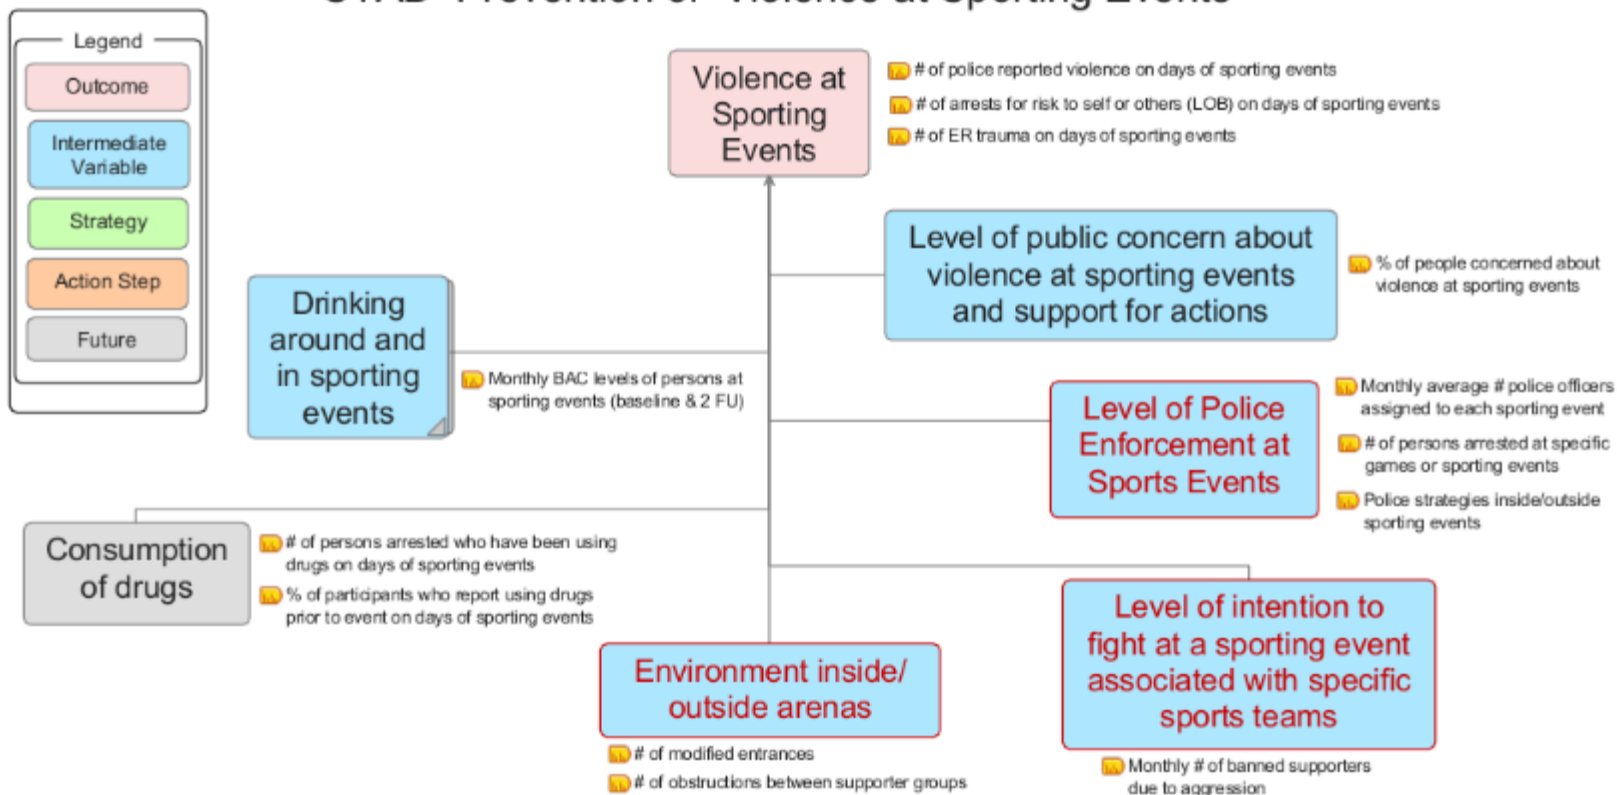 STAD Prevention of Violence at Sporting Events
Legend
Outcome
Intermediate
Variable
Strategy
Action Step
Future
Violence at
Sporting
Events
# of police reported violence on days of sporting events
# of arrests for risk to self or others (LOB) on days of sporting events
# of ER trauma on days of sporting events
Level of public concern about
violence at sporting events
and support for actions
% of people concerned about
violence at sporting events
Drinking
around and
in sporting
events
Monthly BAC levels of persons at
sporting events (baseline & 2 FU)
Level of Police
Enforcement at
Sports Events
Monthly average # police officers
assigned to each sporting event
# of persons arrested at specific
games or sporting events
Police strategies inside/outside
sporting events
Consumption
of drugs
# of persons arrested who have been using
drugs on days of sporting events
% of participants who report using drugs
prior to event on days of sporting events
Environment inside/
outside arenas
# of modified entrances
# of obstructions between supporter groups
Level of intention to
fight at a sporting event
associated with specific
sports teams
Monthly # of banned supporters
due to aggression